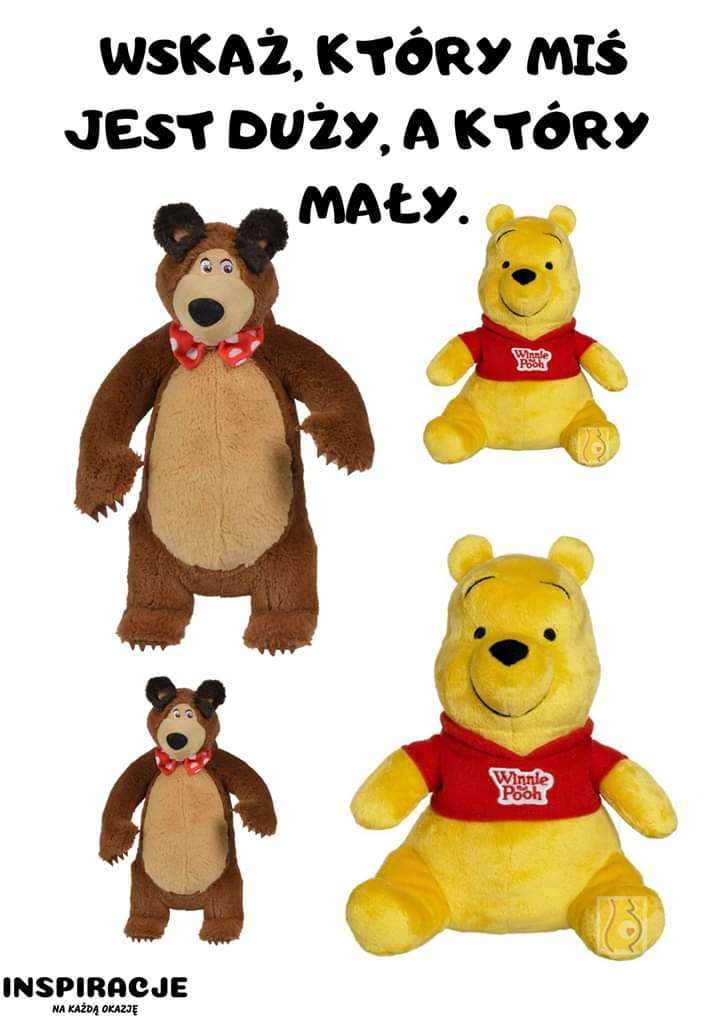 WSKAŻ, KTÓRY MIŚ
JEST DUŻY, A KTÓRY
MAŁY.
Winnie
the
Pooh
Winnie
the
Pooh
INSPIRACJE
NA KAŻDĄ OKAZJĘ